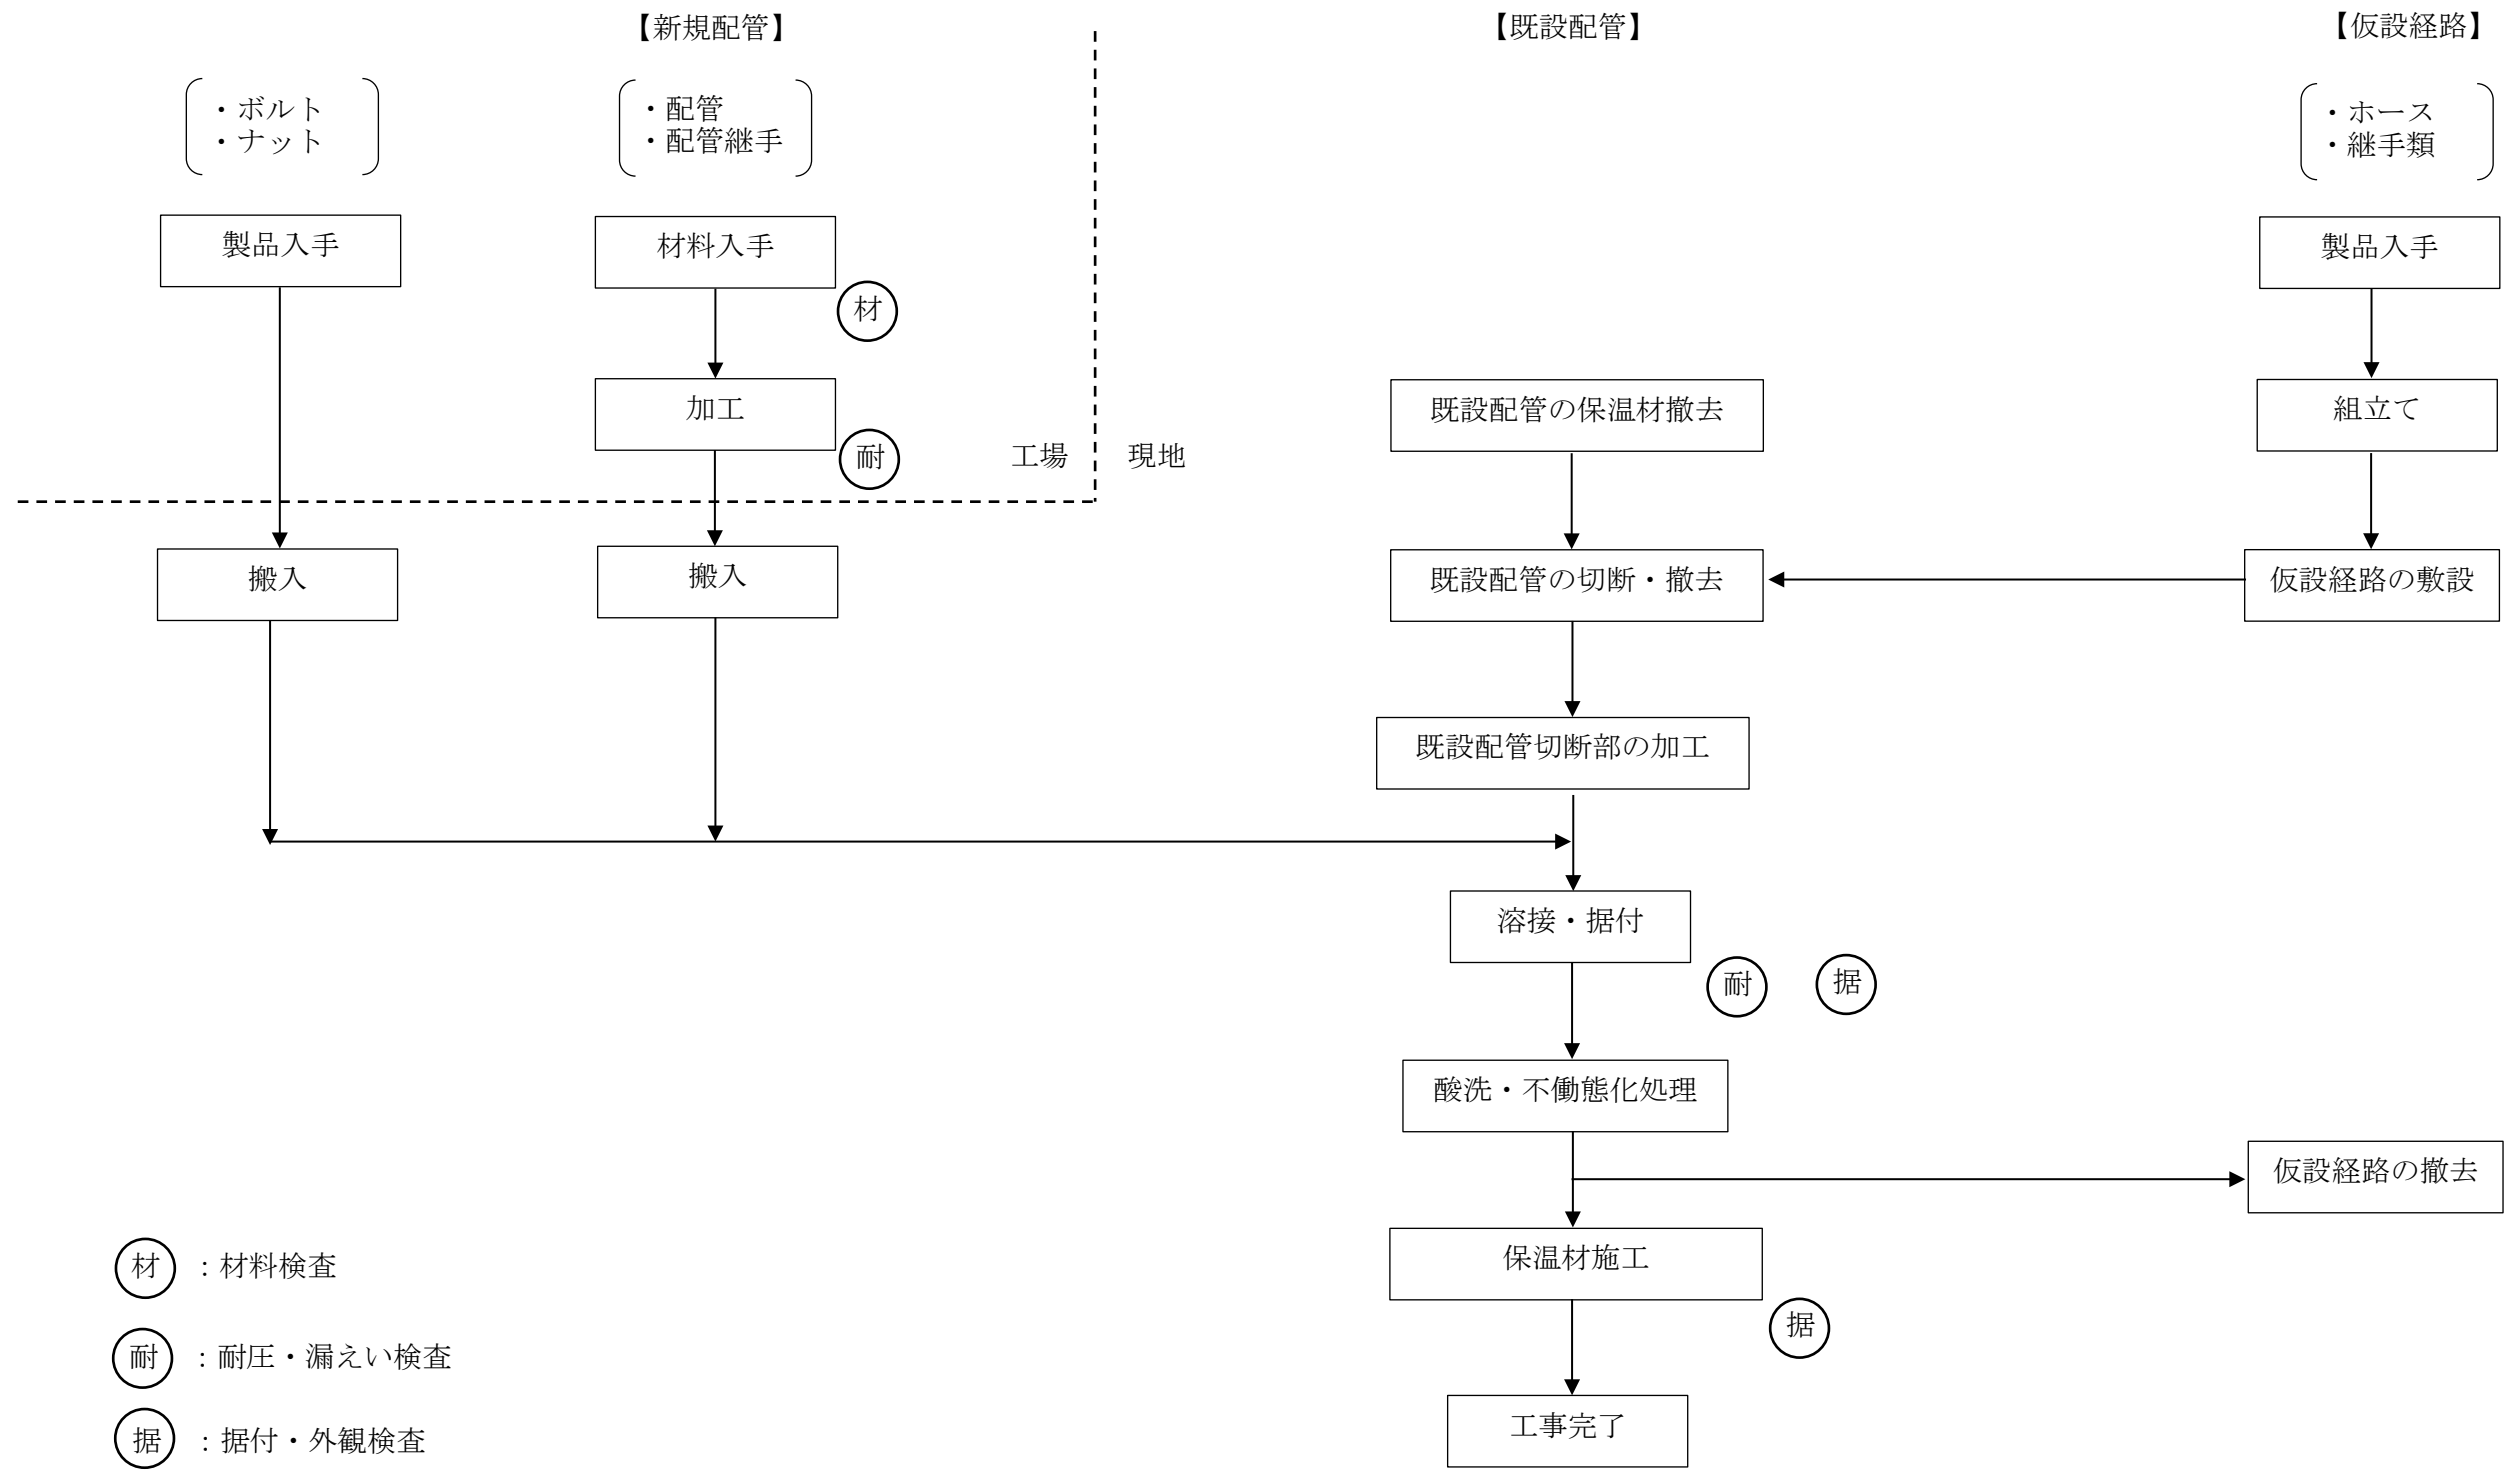 【新規配管】
【既設配管】
【仮設経路】
・ボルト
・ナット
・配管
・配管継手
・ホース
・継手類
製品入手
材料入手
製品入手
材
加工
既設配管の保温材撤去
組立て
耐
工場
現地
搬入
搬入
既設配管の切断・撤去
仮設経路の敷設
既設配管切断部の加工
溶接・据付
耐
据
酸洗・不働態化処理
仮設経路の撤去
保温材施工
据
工事完了
材：材料検査
耐：耐圧・漏えい検査
据：据付・外観検査